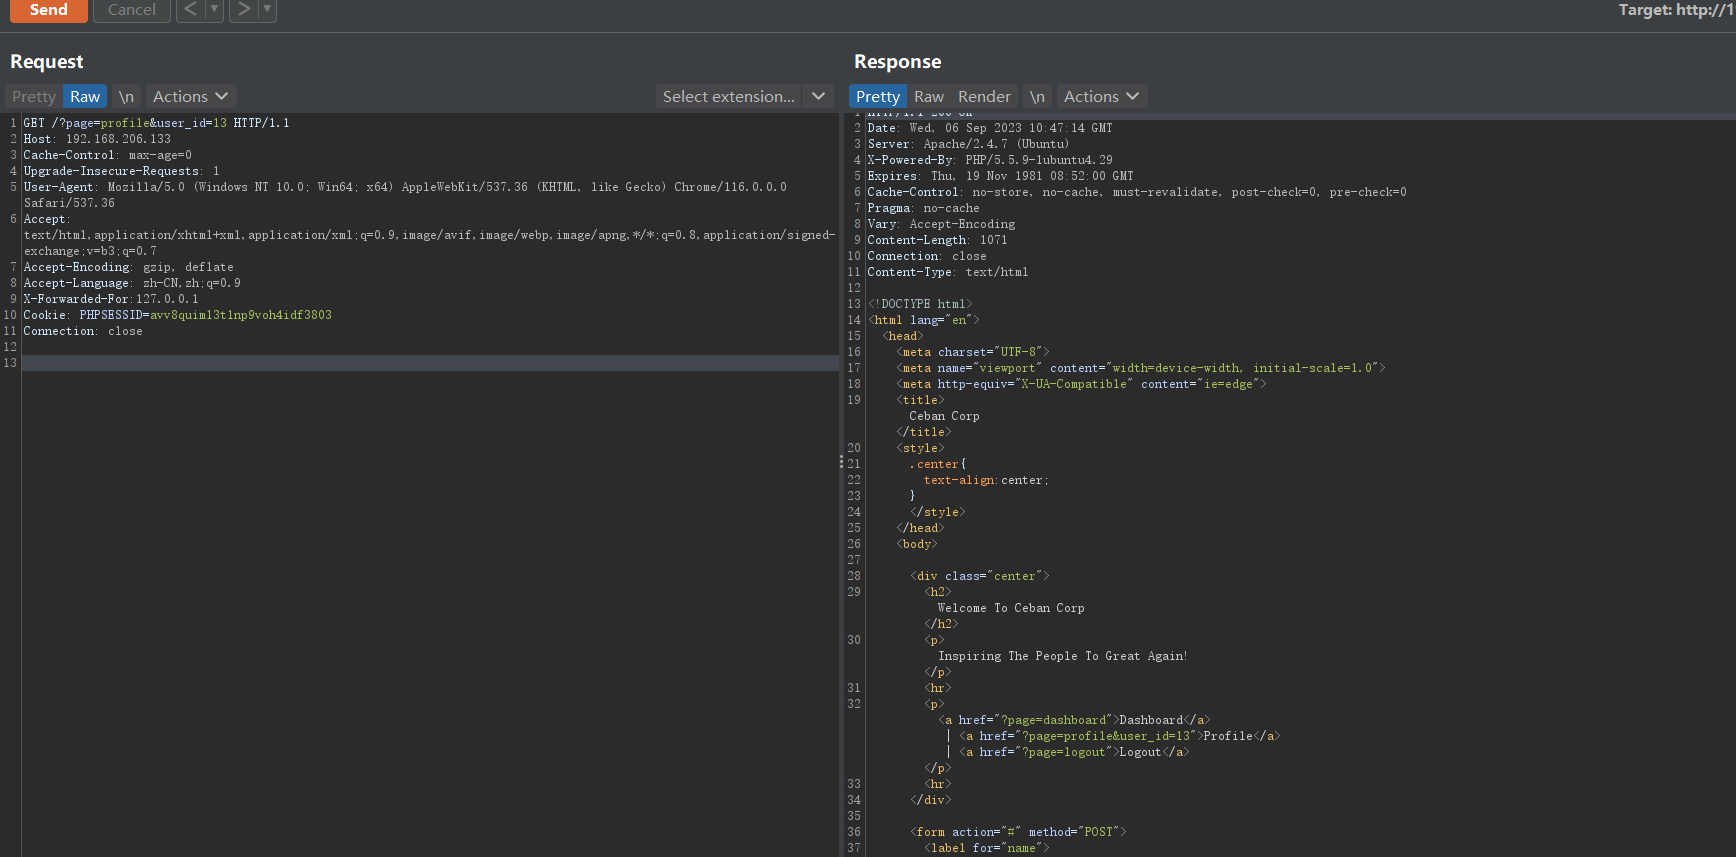 Send Cancel < ▼ > ▼ Target: http://1
Request
Pretty Raw \n Actions Select extension...
1 GET /?page=profile&user_id=13 HTTP/1.1
2 Host: 192.168.206.133
3 Cache-Control: max-age=0
4 Upgrade-Insecure-Requests: 1
5 User-Agent: Mozilla/5.0 (Windows NT 10.0; Win64; x64) AppleWebKit/537.36 (KHTML, like Gecko) Chrome/116.0.0.0
Safari/537.36
6 Accept:
text/html,application/xhtml+xml,application/xml;q=0.9,image/avif,image/webp,image/apng,*/*;q=0.8,application/signed-
exchange;v=b3;q=0.7
7 Accept-Encoding: gzip, deflate
8 Accept-Language: zh-CN,zh;q=0.9
9 X-Forwarded-For:127.0.0.1
10 Cookie: PHPSESSID=avv8quiml3tlnp9voh4idf3803
11 Connection: close
12
13
Response
Pretty Raw Render \n Actions
1 HTTP/1.1 200 OK
2 Date: Wed, 06 Sep 2023 10:47:14 GMT
3 Server: Apache/2.4.7 (Ubuntu)
4 X-Powered-By: PHP/5.5.9-1ubuntu4.29
5 Expires: Thu, 19 Nov 1981 08:52:00 GMT
6 Cache-Control: no-store, no-cache, must-revalidate, post-check=0, pre-check=0
7 Pragma: no-cache
8 Vary: Accept-Encoding
9 Content-Length: 1071
10 Connection: close
11 Content-Type: text/html
12
13 <!DOCTYPE html>
14 <html lang="en">
15 <head>
16 <meta charset="UTF-8">
17 <meta name="viewport" content="width=device-width, initial-scale=1.0">
18 <meta http-equiv="X-UA-Compatible" content="ie=edge">
19 <title>
Ceban Corp
</title>
20 <style>
21 .center{
22 text-align:center;
23 }
24 </style>
25 </head>
26 <body>
27
28 <div class="center">
29 <h2>
Welcome To Ceban Corp
</h2>
30 <p>
Inspiring The People To Great Again!
</p>
31 <hr>
32 <p>
<a href="?page=dashboard">Dashboard</a>
| <a href="?page=profile&user_id=13">Profile</a>
| <a href="?page=logout">Logout</a>
</p>
33 <hr>
34 </div>
35
36 <form action="#" method="POST">
37 <label for="name">